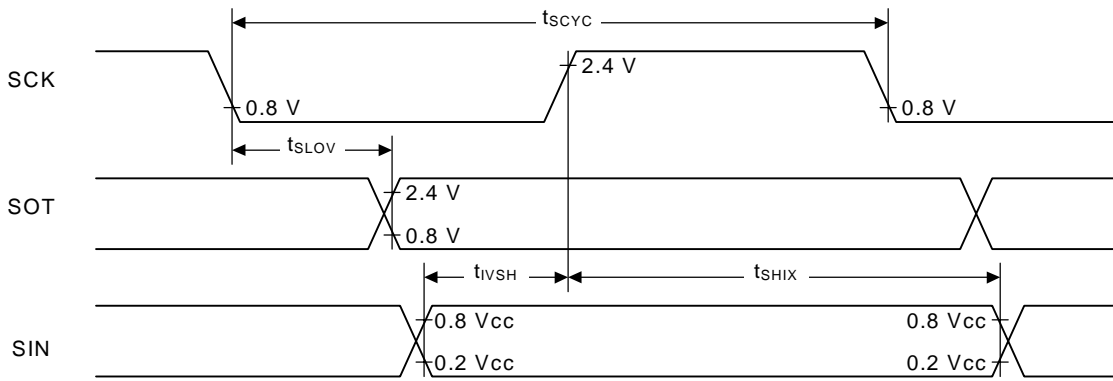 tSCYC
SCK
2.4 V
0.8 V
0.8 V
tSLOV
SOT
2.4 V
0.8 V
tIVSH
tSHIX
SIN
0.8 Vcc
0.8 Vcc
0.2 Vcc
0.2 Vcc